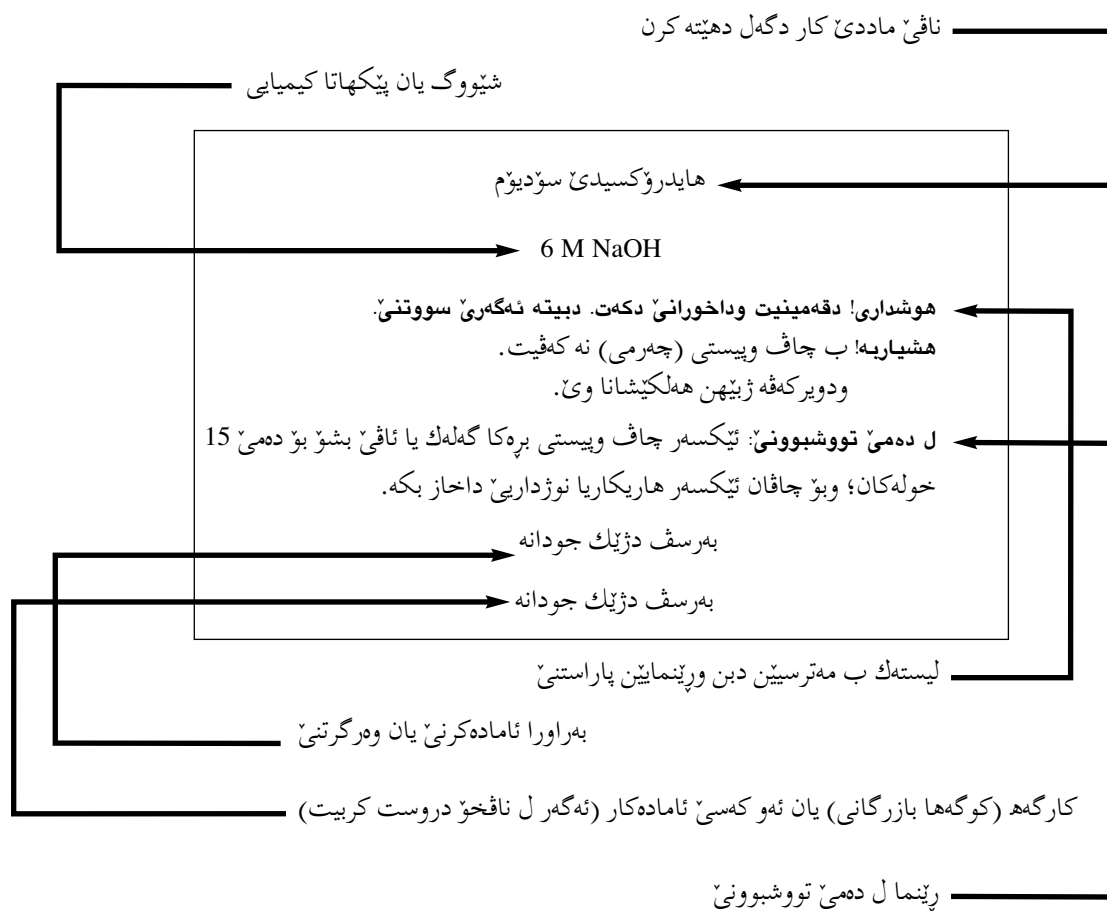 ناڤێ ماددێ کار دگەل دهێتە کرن
شێووگ یان پێکهاتا کیمیایی
هایدرۆکسیدێ سۆدیۆم
6 M NaOH
هوشداری! دقەمینیت وداخورانێ دکەت. دبیتە ئەگەرێ سووتنێ.
هشیاربە! ب چاڤ وپیستی (چەرمی) نە کەڤیت.
ودویرکەڤە ژبێهن هەلکێشانا وێ.
ل دەمێ تووشبوونێ: ئێکسەر چاڤ وپیستی برەکا گەلەك یا ئاڤێ بشۆ بۆ دەمێ 15
خولەکان؛ وبۆ چاڤان ئێکسەر هاریکاریا نوژداریێ داخاز بکە.
بەرسڤ دژێك جودانە
بەرسڤ دژێك جودانە
لیستەك ب مەترسیێن دبن ورێنمایێن پاراستنێ
بەراورا ئامادەکرنێ یان وەرگرتنێ
کارگەهـ (کوگەها بازرگانی) یان ئەو کەسێ ئامادەکار (ئەگەر ل ناڤخۆ دروست کربیت)
رێنما ل دەمێ تووشبوونێ